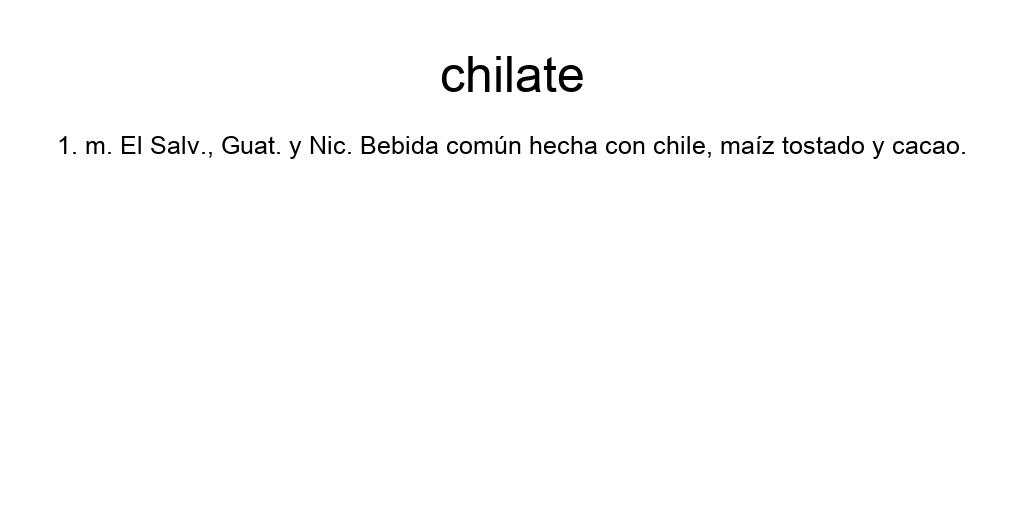 chilate
1. m. El Salv., Guat. y Nic. Bebida común hecha con chile, maíz tostado y cacao.